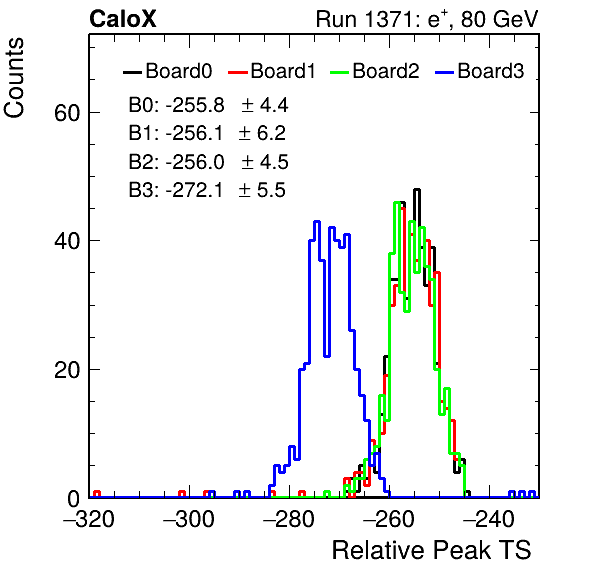 CaloX Run 1371: e⁺, 80 GeV
Counts
Board0 Board1 Board2 Board3
B0: -255.8 ± 4.4
B1: -256.1 ± 6.2
B2: -256.0 ± 4.5
B3: -272.1 ± 5.5
60
40
20
0
−320 −300 −280 −260 −240
Relative Peak TS